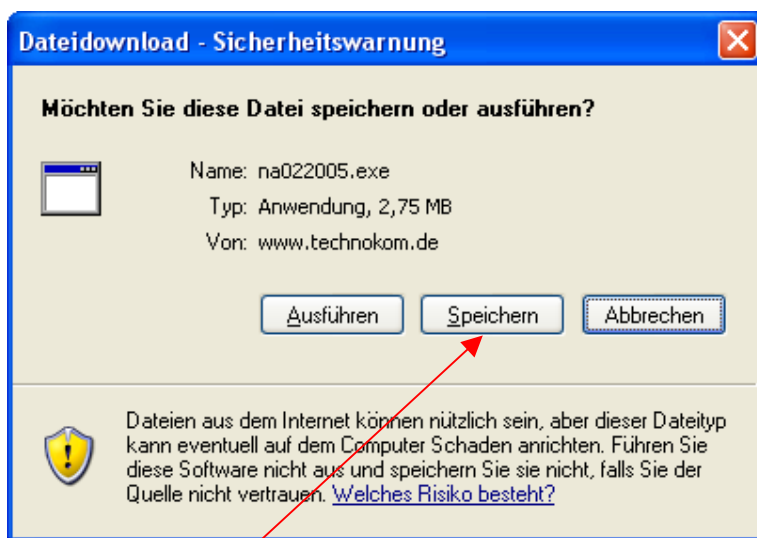 Dateidownload - Sicherheitswarnung
Möchten Sie diese Datei speichern oder ausführen?
Name: na022005.exe
Typ: Anwendung, 2,75 MB
Von: www.technokom.de
Ausführen Speichern Abbrechen
Dateien aus dem Internet können nützlich sein, aber dieser Dateityp
kann eventuell auf dem Computer Schaden anrichten. Führen Sie
diese Software nicht aus und speichern Sie sie nicht, falls Sie der
Quelle nicht vertrauen. Welches Risiko besteht?